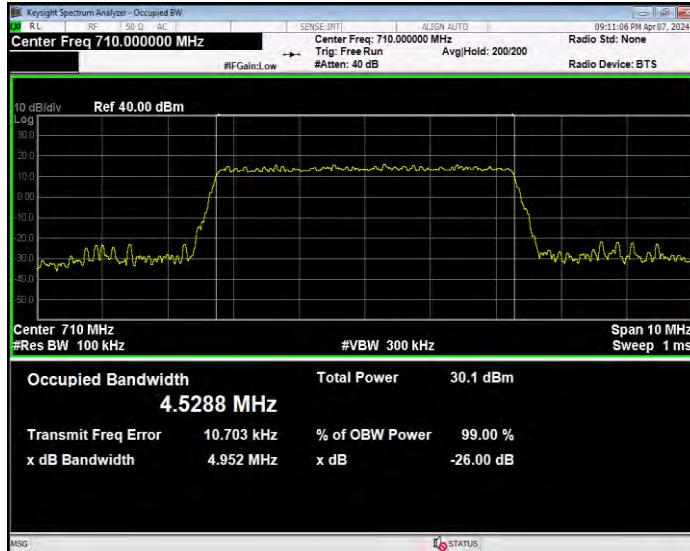 Keysight Spectrum Analyzer - Occupied BW
RL RF 50 Ω AC SENSE:INT ALIGN AUTO 09:11:06 PM Apr 07, 2024
Center Freq 710.000000 MHz Center Freq: 710.000000 MHz Radio Std: None
Trig: Free Run Avg|Hold: 200/200
#IFGain:Low #Atten: 40 dB Radio Device: BTS
10 dB/div Ref 40.00 dBm
Log
30.0
20.0
10.0
0.00
-10.0
-20.0
-30.0
-40.0
-50.0
Center 710 MHz Span 10 MHz
#Res BW 100 kHz #VBW 300 kHz Sweep 1 ms
Occupied Bandwidth Total Power 30.1 dBm
4.5288 MHz
Transmit Freq Error 10.703 kHz % of OBW Power 99.00 %
x dB Bandwidth 4.952 MHz x dB -26.00 dB
MSG STATUS